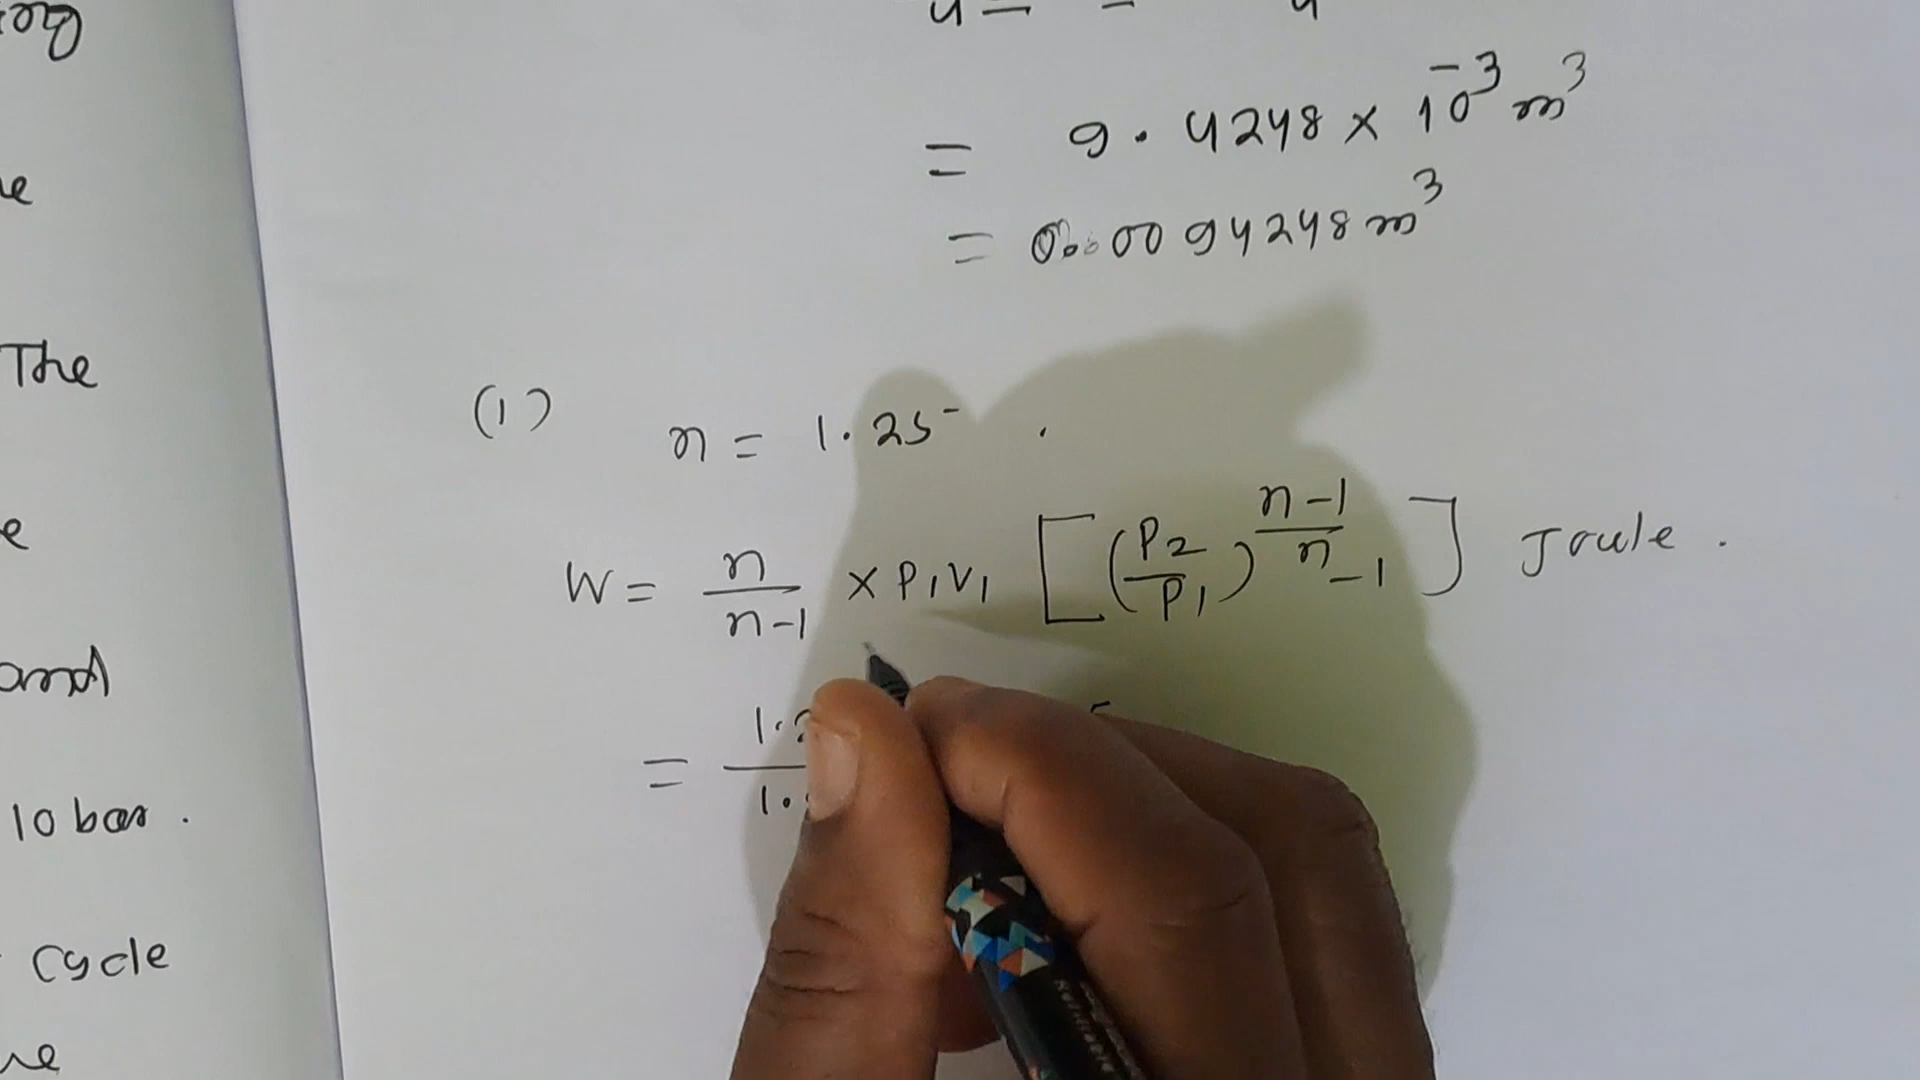 The
and
10 bar.
cycle
= 9.4248 × 10⁻³ m³
= 0.0094248 m³
(1) n = 1.25.
W = n/(n-1) × P₁V₁ [(P₂/P₁)^((n-1)/n) -1] Joule.
=